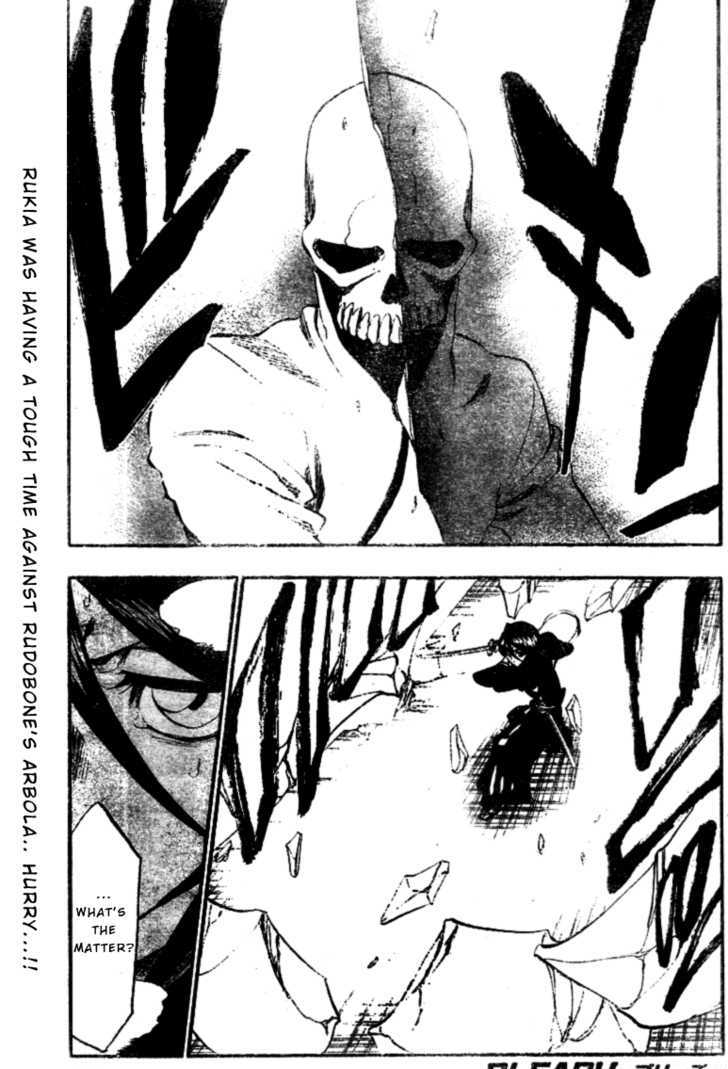 RUKIA WAS HAVING A TOUGH TIME AGAINST RUDOBONE'S ARBOLA.. HURRY...!!
...
WHAT'S
THE
MATTER?
BLEACH